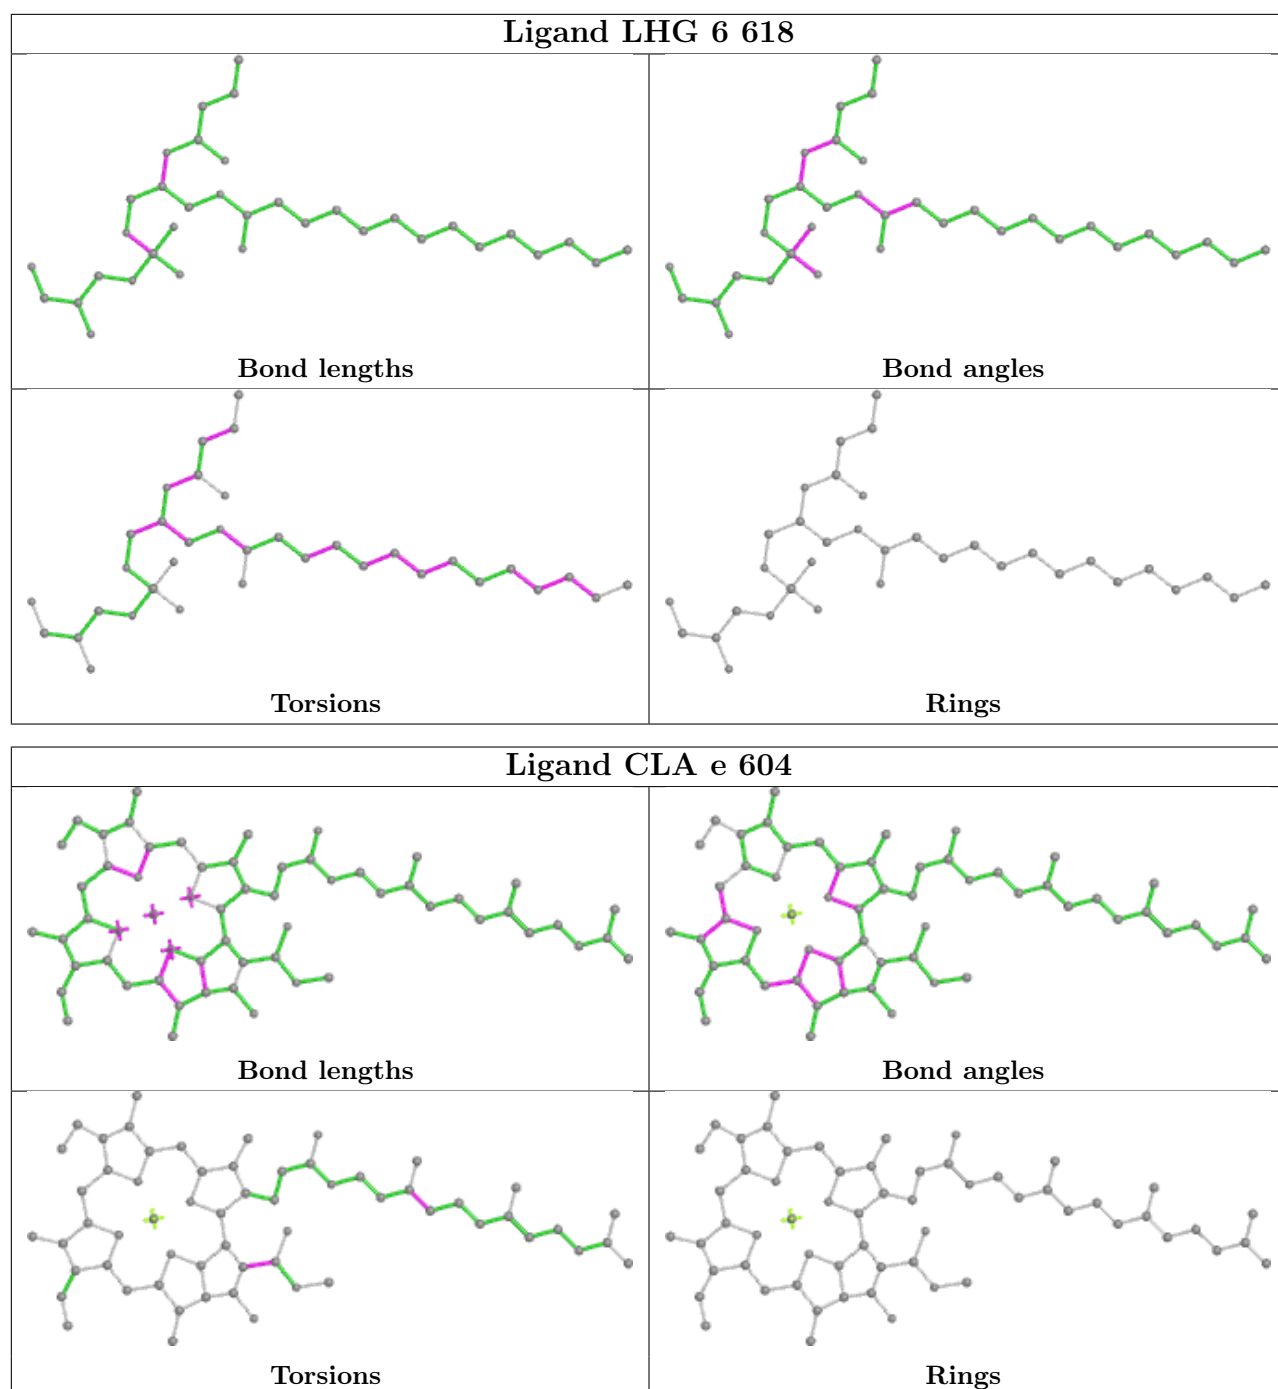 Ligand LHG 6 618
Bond lengths
Bond angles
Torsions
Rings
Ligand CLA e 604
Bond lengths
Bond angles
Torsions
Rings